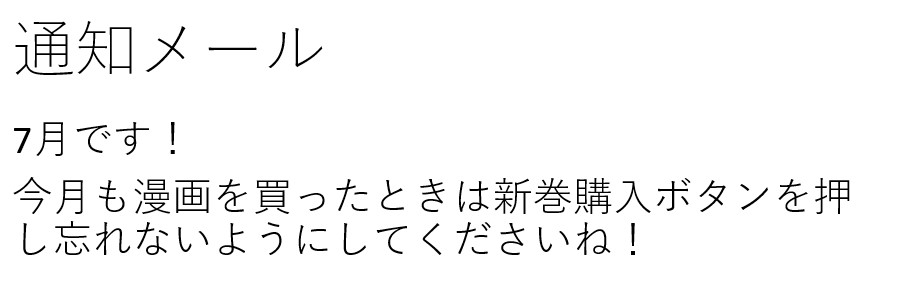 通知メール
7月です！
今月も漫画を買ったときは新巻購入ボタンを押
し忘れないようにしてくださいね！